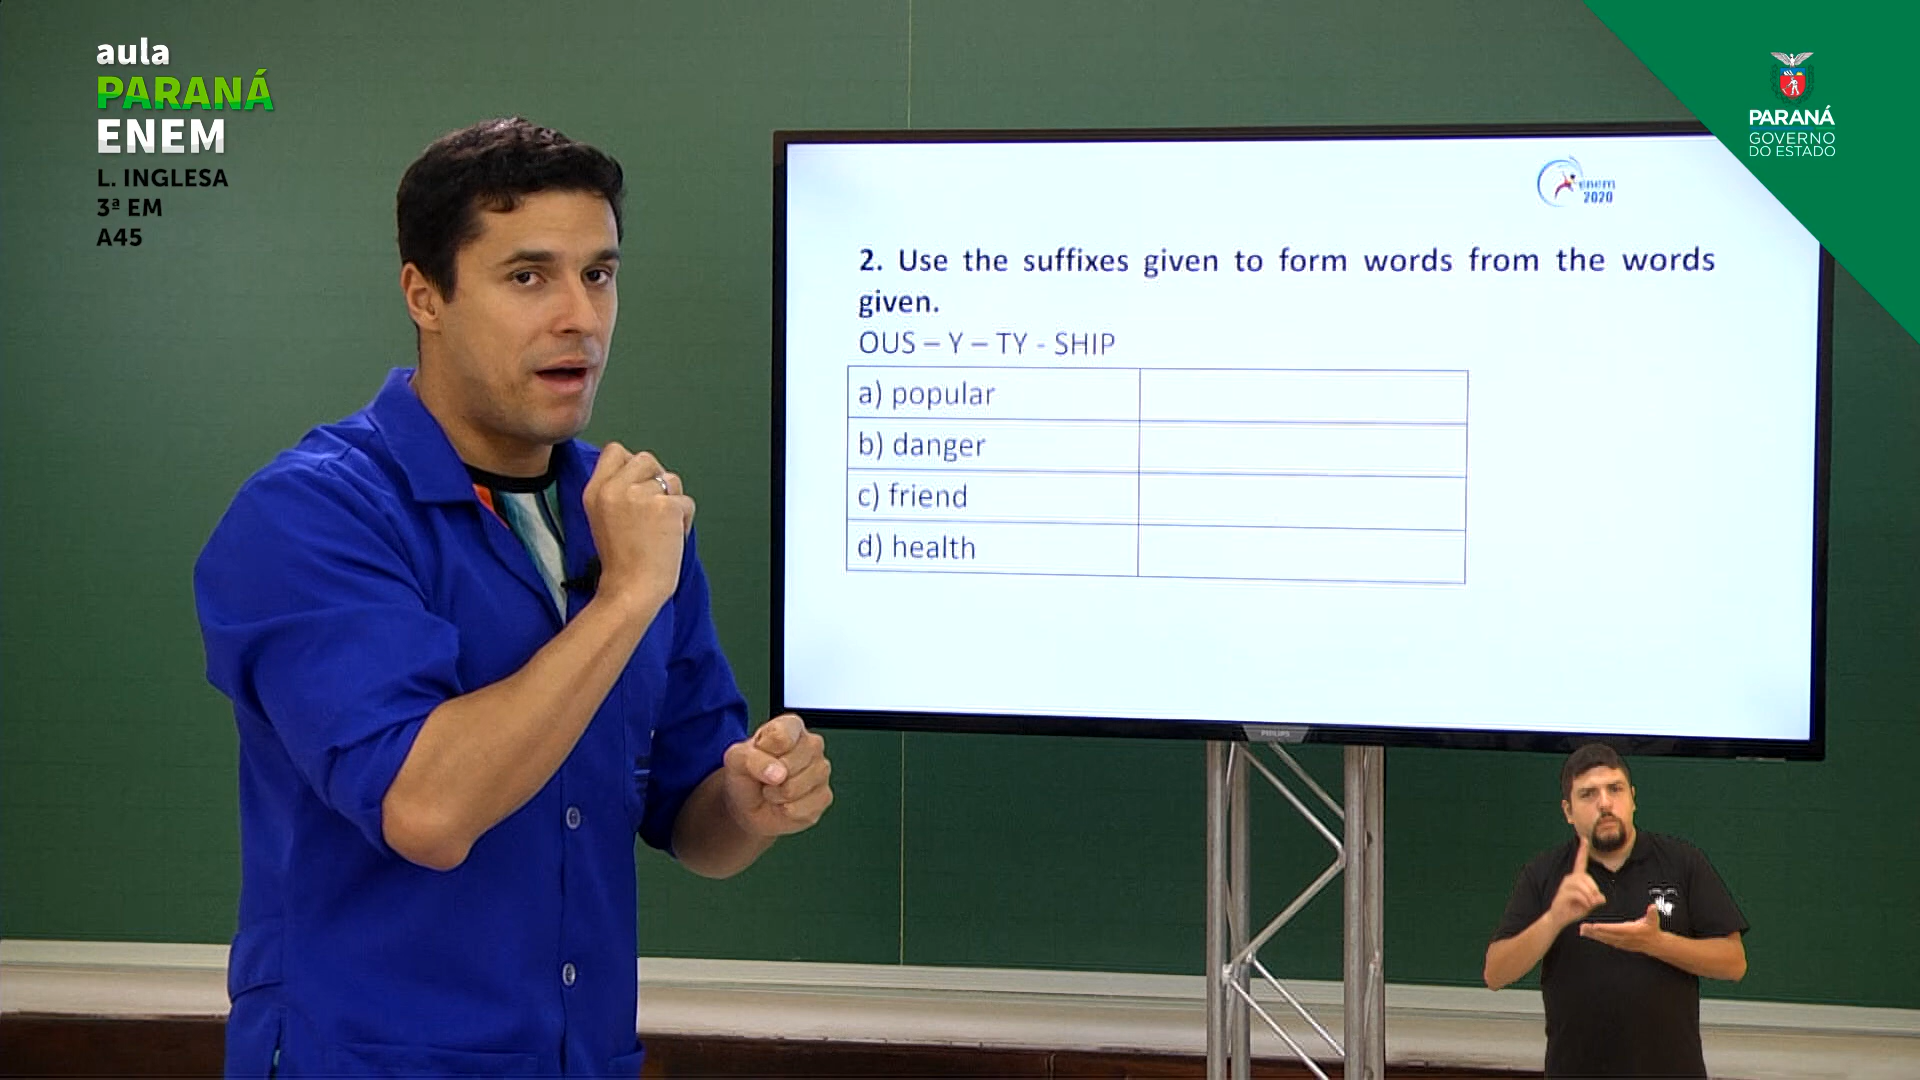 aula
PARANÁ
ENEM
L. INGLESA
3ª EM
A45
PARANÁ
GOVERNO
DO ESTADO
enem
2020
2. Use the suffixes given to form words from the words
given.
OUS – Y – TY - SHIP
a) popular
b) danger
c) friend
d) health
PHILIPS